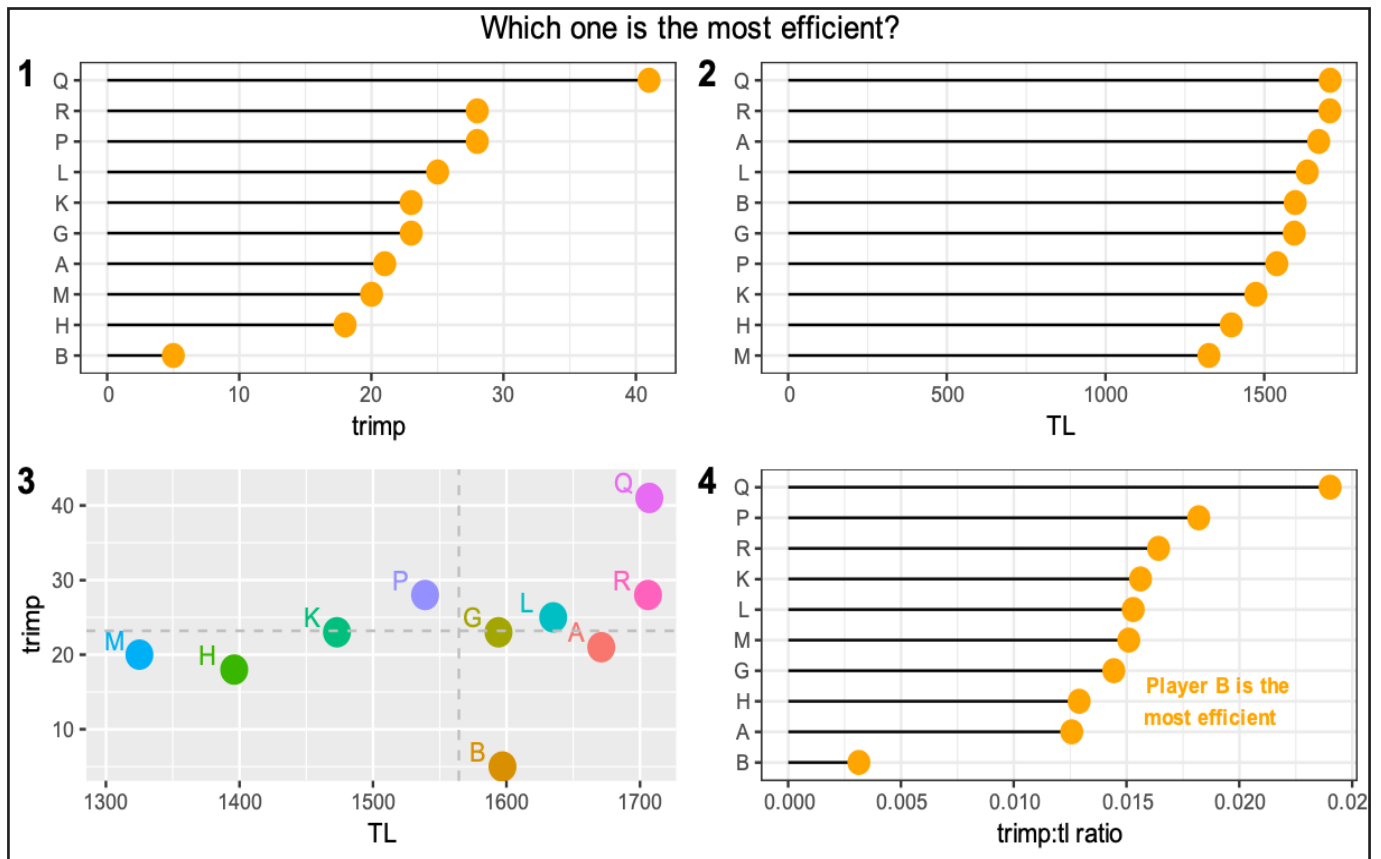 Which one is the most efficient?
1
Q
R
P
L
K
G
A
M
H
B
0 10 20 30 40
trimp
2
Q
R
A
L
B
G
P
K
H
M
0 500 1000 1500
TL
3
trimp
40
30
20
10
Q
P
R
L
K
G
A
M
H
B
1300 1400 1500 1600 1700
TL
4
Q
P
R
K
L
M
G
H
A
B
Player B is the
most efficient
0.000 0.005 0.010 0.015 0.020 0.02
trimp:tl ratio